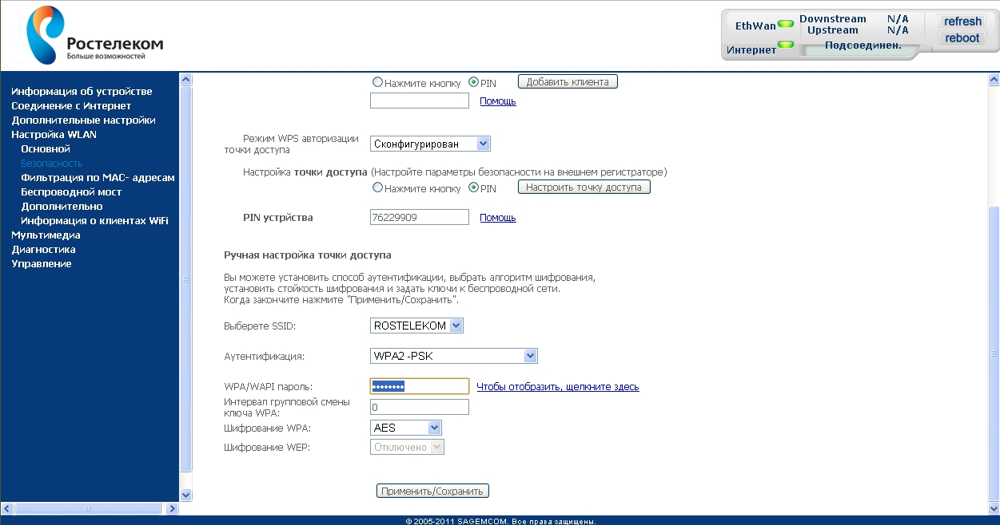 Ростелеком
Больше возможностей
EthWan
Downstream N/A
Upstream N/A
Интернет
Подсоединен.
refresh
reboot
Информация об устройстве
Соединение с Интернет
Дополнительные настройки
Настройка WLAN
Основной
Безопасность
Фильтрация по MAC- адресам
Беспроводной мост
Дополнительно
Информация о клиентах WiFi
Мультимедиа
Диагностика
Управление
Нажмите кнопку PIN Добавить клиента
Помощь
Режим WPS авторизации
точки доступа
Сконфигурирован
Настройка точки доступа (Настройте параметры безопасности на внешнем регистраторе)
Нажмите кнопку PIN Настроить точку доступа
PIN устрйства 76229909 Помощь
Ручная настройка точки доступа
Вы можете установить способ аутентификации, выбрать алгоритм шифрования,
установить стойкость шифрования и задать ключи к беспроводной сети.
Когда закончите нажмите "Применить/Сохранить".
Выберете SSID: ROSTELEKOM
Аутентификация: WPA2 -PSK
WPA/WAPI пароль: •••••••• Чтобы отобразить, щелкните здесь
Интервал групповой смены
ключа WPA:
0
Шифрование WPA: AES
Шифрование WEP: Отключено
Применить/Сохранить
© 2005-2011 SAGEMCOM. Все права защищены.